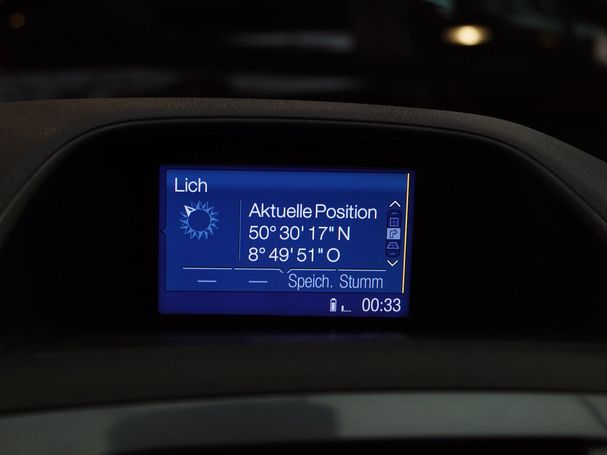 Lich
Aktuelle Position
50° 30' 17" N
8° 49' 51" O
Speich. Stumm
00:33